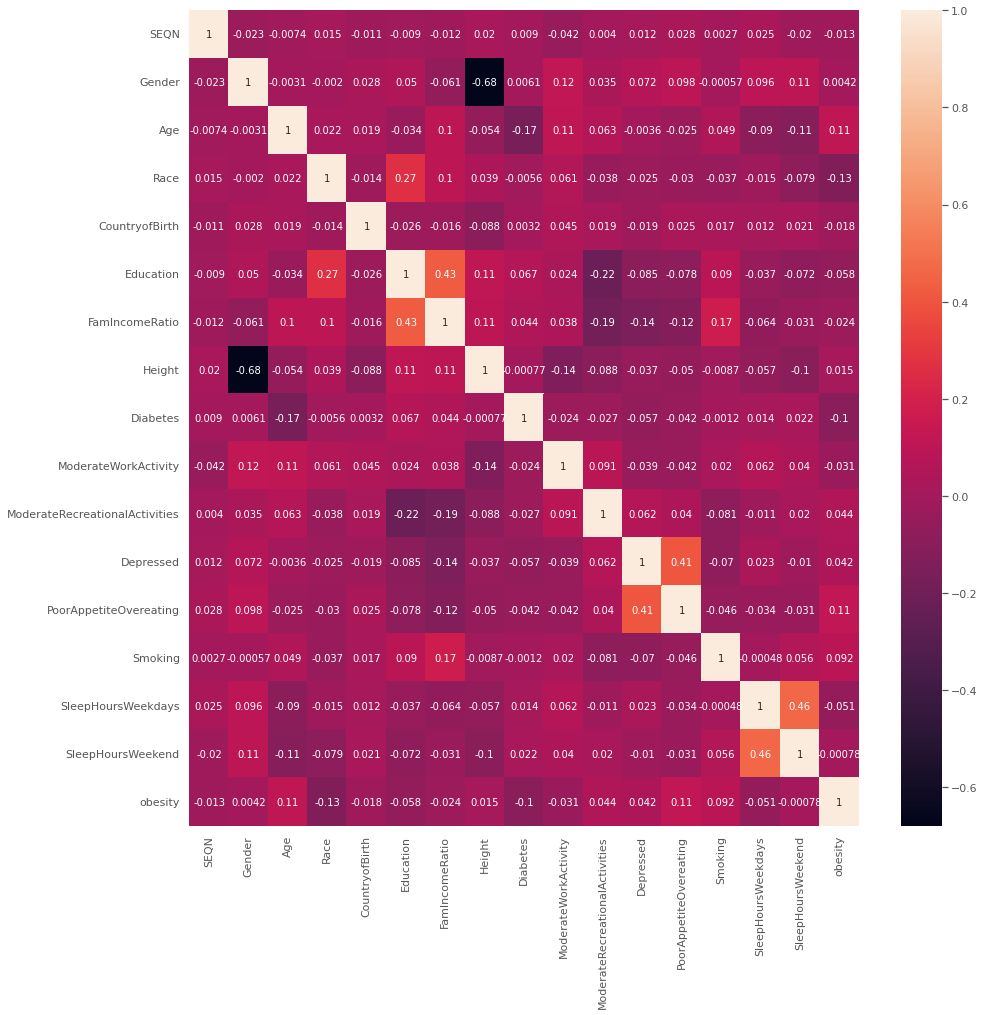 SEQN 1 -0.023 -0.0074 0.015 -0.011 -0.009 -0.012 0.02 0.009 -0.042 0.004 0.012 0.028 0.0027 0.025 -0.02 -0.013
Gender -0.023 1 -0.0031 -0.002 0.028 0.05 -0.061 -0.68 0.0061 0.12 0.035 0.072 0.098 -0.00057 0.096 0.11 0.0042
Age -0.0074 -0.0031 1 0.022 0.019 -0.034 0.1 -0.054 -0.17 0.11 0.063 -0.0036 -0.025 0.049 -0.09 -0.11 0.11
Race 0.015 -0.002 0.022 1 -0.014 0.27 0.1 0.039 -0.0056 0.061 -0.038 -0.025 -0.03 -0.037 -0.015 -0.079 -0.13
CountryofBirth -0.011 0.028 0.019 -0.014 1 -0.026 -0.016 -0.088 0.0032 0.045 0.019 -0.019 0.025 0.017 0.012 0.021 -0.018
Education -0.009 0.05 -0.034 0.27 -0.026 1 0.43 0.11 0.067 0.024 -0.22 -0.085 -0.078 0.09 -0.037 -0.072 -0.058
FamIncomeRatio -0.012 -0.061 0.1 0.1 -0.016 0.43 1 0.11 0.044 0.038 -0.19 -0.14 -0.12 0.17 -0.064 -0.031 -0.024
Height 0.02 -0.68 -0.054 0.039 -0.088 0.11 0.11 1 -0.00077 -0.14 -0.088 -0.037 -0.05 -0.0087 -0.057 -0.1 0.015
Diabetes 0.009 0.0061 -0.17 -0.0056 0.0032 0.067 0.044 -0.00077 1 -0.024 -0.027 -0.057 -0.042 -0.0012 0.014 0.022 -0.1
ModerateWorkActivity -0.042 0.12 0.11 0.061 0.045 0.024 0.038 -0.14 -0.024 1 0.091 -0.039 -0.042 0.02 0.062 0.04 -0.031
ModerateRecreationalActivities 0.004 0.035 0.063 -0.038 0.019 -0.22 -0.19 -0.088 -0.027 0.091 1 0.062 0.04 -0.081 -0.011 0.02 0.044
Depressed 0.012 0.072 -0.0036 -0.025 -0.019 -0.085 -0.14 -0.037 -0.057 -0.039 0.062 1 0.41 -0.07 0.023 -0.01 0.042
PoorAppetiteOvereating 0.028 0.098 -0.025 -0.03 0.025 -0.078 -0.12 -0.05 -0.042 -0.042 0.04 0.41 1 -0.046 -0.034 -0.031 0.11
Smoking 0.0027 -0.00057 0.049 -0.037 0.017 0.09 0.17 -0.0087 -0.0012 0.02 -0.081 -0.07 -0.046 1 -0.00048 0.056 0.092
SleepHoursWeekdays 0.025 0.096 -0.09 -0.015 0.012 -0.037 -0.064 -0.057 0.014 0.062 -0.011 0.023 -0.034 -0.00048 1 0.46 -0.051
SleepHoursWeekend -0.02 0.11 -0.11 -0.079 0.021 -0.072 -0.031 -0.1 0.022 0.04 0.02 -0.01 -0.031 0.056 0.46 1 -0.00078
obesity -0.013 0.0042 0.11 -0.13 -0.018 -0.058 -0.024 0.015 -0.1 -0.031 0.044 0.042 0.11 0.092 -0.051 -0.00078 1
SEQN
Gender
Age
Race
CountryofBirth
Education
FamIncomeRatio
Height
Diabetes
ModerateWorkActivity
ModerateRecreationalActivities
Depressed
PoorAppetiteOvereating
Smoking
SleepHoursWeekdays
SleepHoursWeekend
obesity
1.0
0.8
0.6
0.4
0.2
0.0
−0.2
−0.4
−0.6